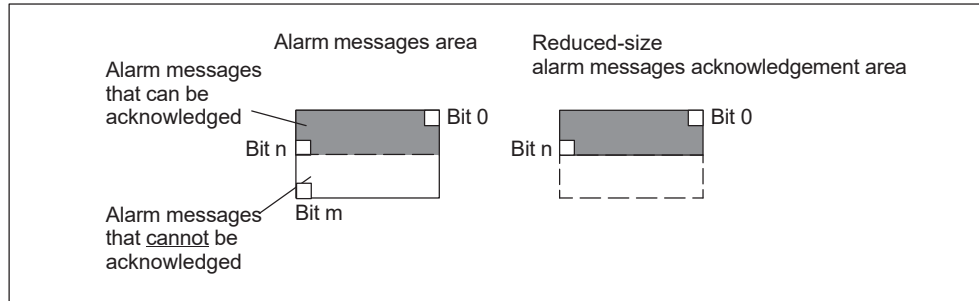 Alarm messages area
Reduced-size
alarm messages acknowledgement area
Alarm messages
that can be
acknowledged
Bit 0
Bit n
Bit 0
Bit n
Bit m
Alarm messages
that cannot be
acknowledged